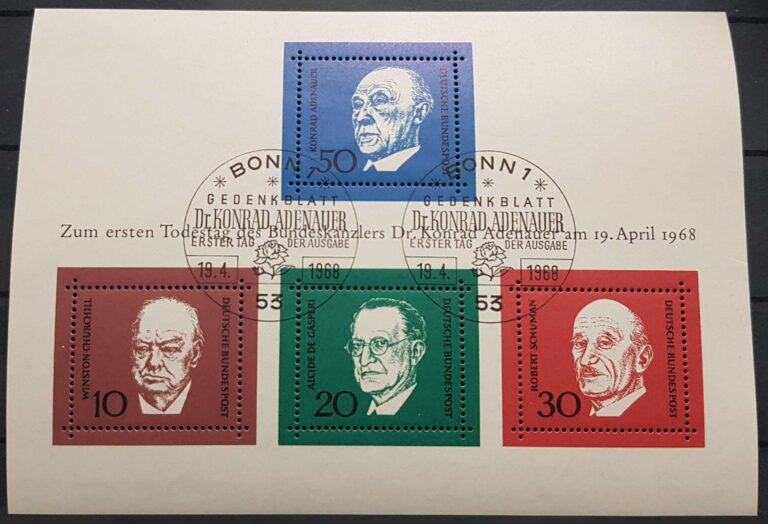 KONRAD ADENAUER
50
DEUTSCHE BUNDESPOST
BONN 1
GEDENKBLATT
Dr. KONRAD ADENAUER
ERSTER TAG DER AUSGABE
19.4. 1968
53
BONN 1
GEDENKBLATT
Dr. KONRAD ADENAUER
ERSTER TAG DER AUSGABE
19.4. 1968
53
Zum ersten Todestag des Bundeskanzlers Dr. Konrad Adenauer am 19. April 1968
WINSTON CHURCHILL
10
DEUTSCHE BUNDESPOST
ALCIDE DE GASPERI
20
DEUTSCHE BUNDESPOST
ROBERT SCHUMAN
30
DEUTSCHE BUNDESPOST